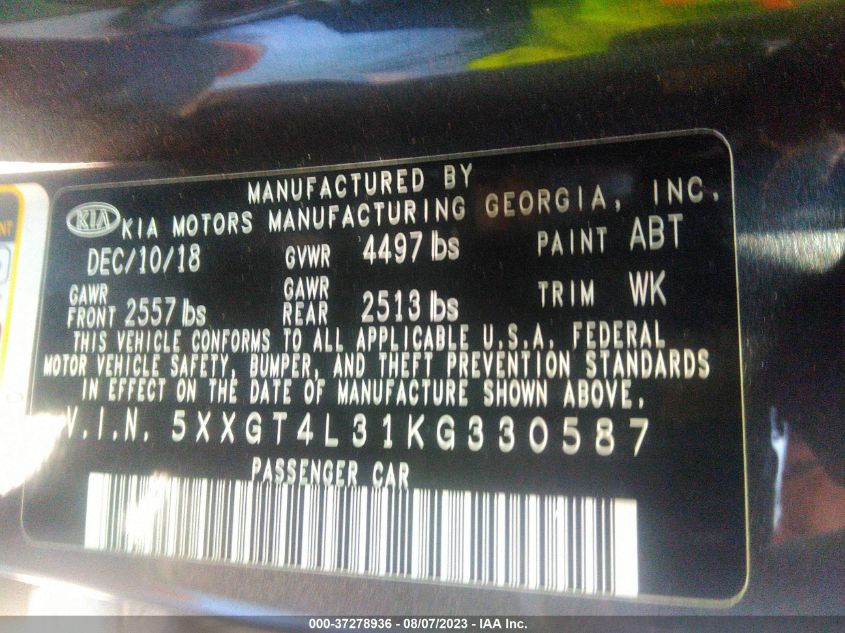 MANUFACTURED BY
KIA KIA MOTORS MANUFACTURING GEORGIA, INC.
DEC/10/18 GVWR 4497 lbs PAINT ABT
GAWR FRONT 2557 lbs GAWR REAR 2513 lbs TRIM WK
THIS VEHICLE CONFORMS TO ALL APPLICABLE U.S.A. FEDERAL
MOTOR VEHICLE SAFETY, BUMPER, AND THEFT PREVENTION STANDARDS
IN EFFECT ON THE DATE OF MANUFACTURE SHOWN ABOVE.
V.I.N. 5XXGT4L31KG330587
PASSENGER CAR
000-37278936 - 08/07/2023 - IAA Inc.